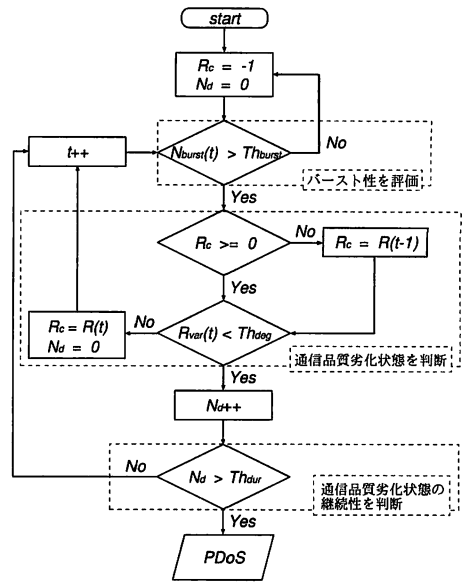 start
Rc = -1
Nd = 0
t++
Nburst(t) > Thburst
No
バースト性を評価
Yes
Rc >= 0
No
Rc = R(t-1)
Yes
Rc = R(t)
Nd = 0
No
Rvar(t) < Thdeg
通信品質劣化状態を判断
Yes
Nd++
No
Nd > Thdur
通信品質劣化状態の
継続性を判断
Yes
PDoS